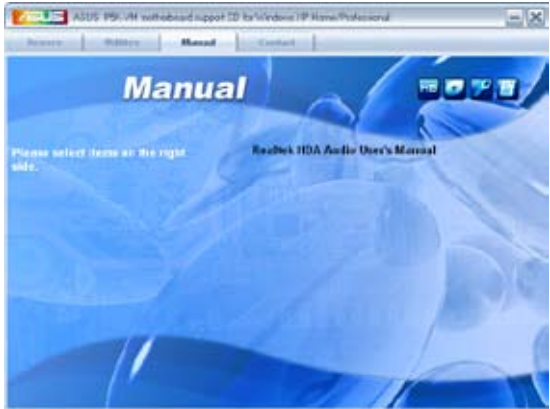 ASUS P5K-VM motherboard support CD for Windows XP Home/Professional
Drivers Utilities Manual Contact
Manual
Please select items on the right
side.
Realtek HDA Audio User's Manual